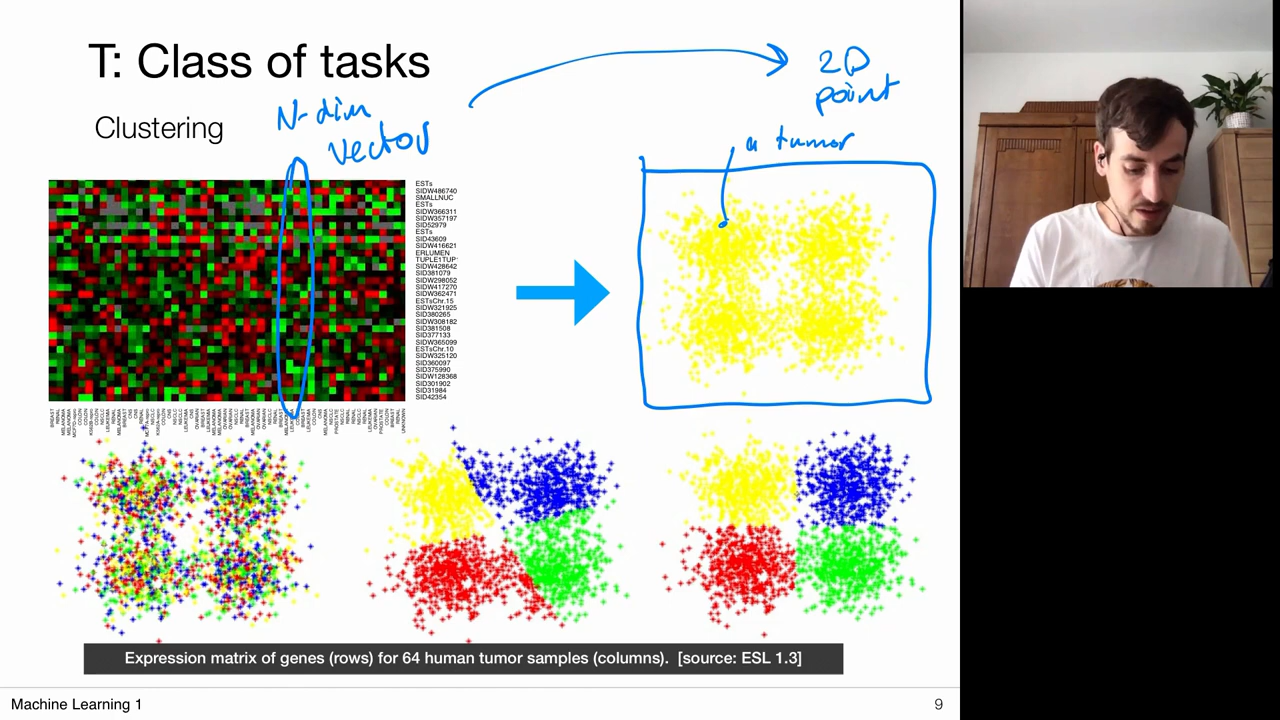 T: Class of tasks
Clustering
N-dim
vector
2D
point
a tumor
ESTs
SIDW486740
SMALLNUC
ESTs
SIDW366311
SIDW357197
SID52979
ESTs
SID43609
SIDW416621
ERLUMEN
TUPLE1TUP
SIDW428642
SID381079
SIDW298052
SIDW417270
SIDW362471
ESTsChr.15
SIDW321925
SID380265
SIDW308182
SID381508
SID377133
SIDW365099
ESTsChr.10
SIDW325120
SID360097
SID375990
SIDW128368
SID301902
SID31984
SID42354
Expression matrix of genes (rows) for 64 human tumor samples (columns). [source: ESL 1.3]
Machine Learning 1
9